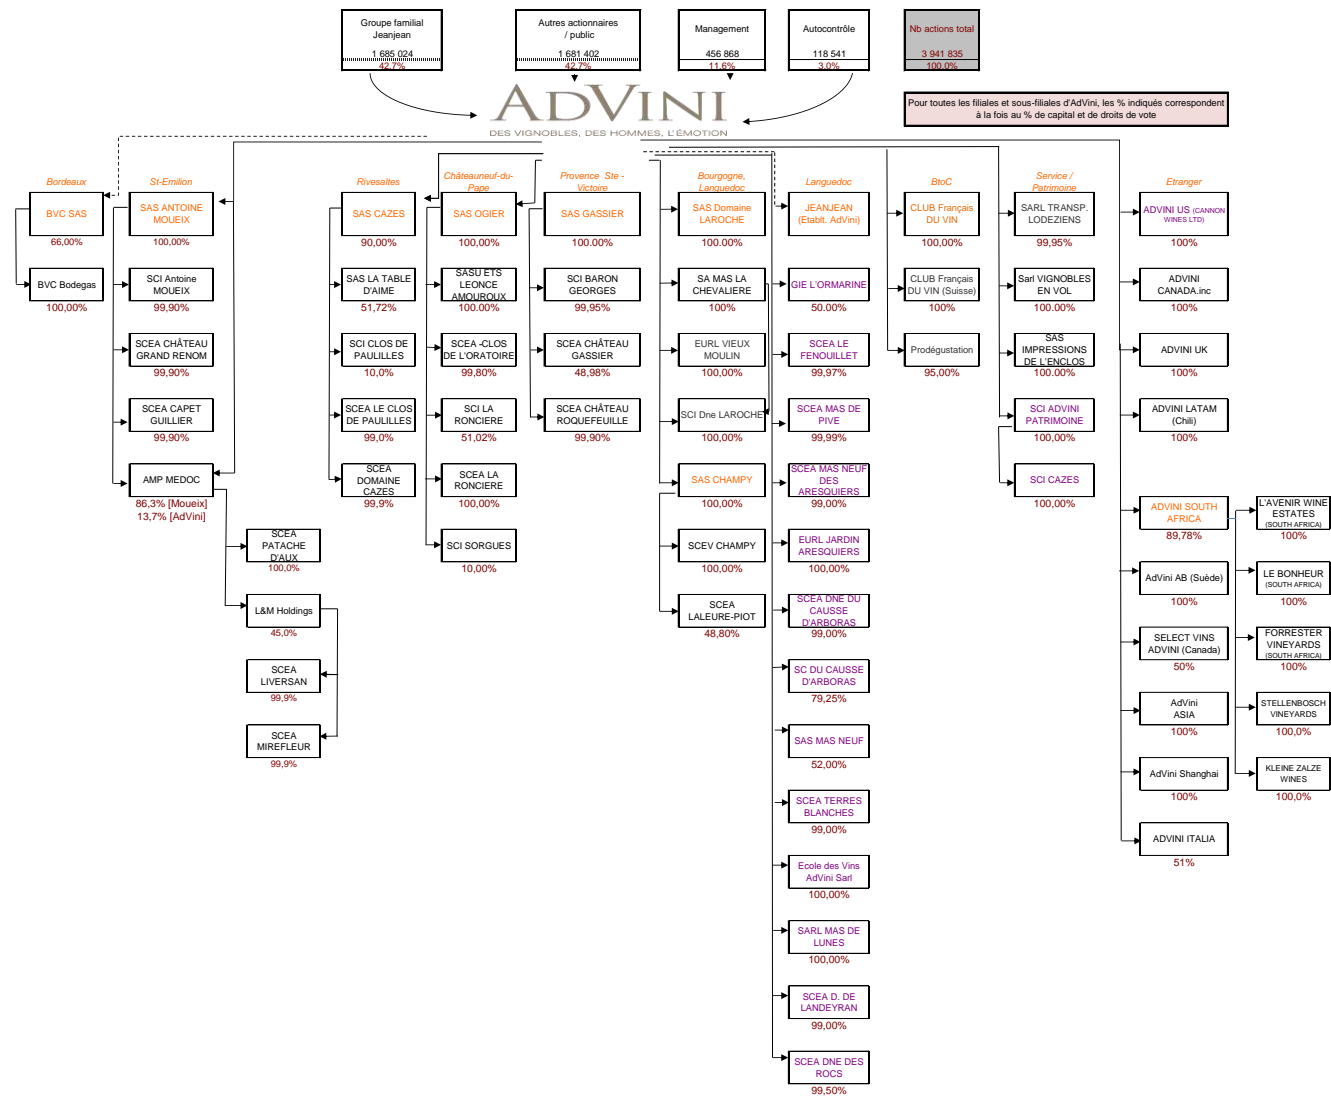 Groupe familial
Jeanjean
1 685 024
42,7%
Autres actionnaires
/ public
1 681 402
42,7%
Management
456 868
11,6%
Autocontrôle
118 541
3,0%
Nb actions total
3 941 835
100,0%
ADVINI
DES VIGNOBLES, DES HOMMES, L'ÉMOTION
Pour toutes les filiales et sous-filiales d'AdVini, les % indiqués correspondent
à la fois au % de capital et de droits de vote
Bordeaux
BVC SAS
66,00%
BVC Bodegas
100,00%
St-Emilion
SAS ANTOINE
MOUEIX
100,00%
SCI Antoine
MOUEIX
99,90%
SCEA CHÂTEAU
GRAND RENOM
99,90%
SCEA CAPET
GUILLIER
99,90%
AMP MEDOC
86,3% [Moueix]
13,7% [AdVini]
SCEA
PATACHE
D'AUX
100,0%
L&M Holdings
45,0%
SCEA
LIVERSAN
99,9%
SCEA
MIREFLEUR
99,9%
Rivesaltes
SAS CAZES
90,00%
SAS LA TABLE
D'AIME
51,72%
SCI CLOS DE
PAULILLES
10,0%
SCEA LE CLOS
DE PAULILLES
99,0%
SCEA
DOMAINE
CAZES
99,9%
Châteauneuf-du-
Pape
SAS OGIER
100,00%
SASU ETS
LEONCE
AMOUROUX
100.00%
SCEA -CLOS
DE L'ORATOIRE
99,80%
SCI LA
RONCIERE
51,02%
SCEA LA
RONCIERE
100,00%
SCI SORGUES
10,00%
Provence Ste -
Victoire
SAS GASSIER
100.00%
SCI BARON
GEORGES
99,95%
SCEA CHÂTEAU
GASSIER
48,98%
SCEA CHÂTEAU
ROQUEFEUILLE
99,90%
Bourgogne,
Languedoc
SAS Domaine
LAROCHE
100.00%
SA MAS LA
CHEVALIERE
100%
EURL VIEUX
MOULIN
100,00%
SCI Dne LAROCHE
100,00%
SAS CHAMPY
100,00%
SCEV CHAMPY
100,00%
SCEA
LALEURE-PIOT
48,80%
Languedoc
JEANJEAN
(Etablt. AdVini)
GIE L'ORMARINE
50.00%
SCEA LE
FENOUILLET
99,97%
SCEA MAS DE
PIVE
99,99%
SCEA MAS NEUF
DES
ARESQUIERS
99,00%
EURL JARDIN
ARESQUIERS
100,00%
SCEA DNE DU
CAUSSE
D'ARBORAS
99,00%
SC DU CAUSSE
D'ARBORAS
79,25%
SAS MAS NEUF
52,00%
SCEA TERRES
BLANCHES
99,00%
Ecole des Vins
AdVini Sarl
100,00%
SARL MAS DE
LUNES
100,00%
SCEA D. DE
LANDEYRAN
99,00%
SCEA DNE DES
ROCS
99,50%
BtoC
CLUB Français
DU VIN
100,00%
CLUB Français
DU VIN (Suisse)
100%
Prodégustation
95,00%
Service /
Patrimoine
SARL TRANSP.
LODEZIENS
99,95%
Sarl VIGNOBLES
EN VOL
100.00%
SAS
IMPRESSIONS
DE L'ENCLOS
100.00%
SCI ADVINI
PATRIMOINE
100,00%
SCI CAZES
100,00%
Etranger
ADVINI US (CANNON
WINES LTD)
100%
ADVINI
CANADA.inc
100%
ADVINI UK
100%
ADVINI LATAM
(Chili)
100%
ADVINI SOUTH
AFRICA
89,78%
AdVini AB (Suède)
100%
SELECT VINS
ADVINI (Canada)
50%
AdVini
ASIA
100%
AdVini Shanghai
100%
ADVINI ITALIA
51%
L'AVENIR WINE
ESTATES
(SOUTH AFRICA)
100%
LE BONHEUR
(SOUTH AFRICA)
100%
FORRESTER
VINEYARDS
(SOUTH AFRICA)
100%
STELLENBOSCH
VINEYARDS
100,0%
KLEINE ZALZE
WINES
100,0%